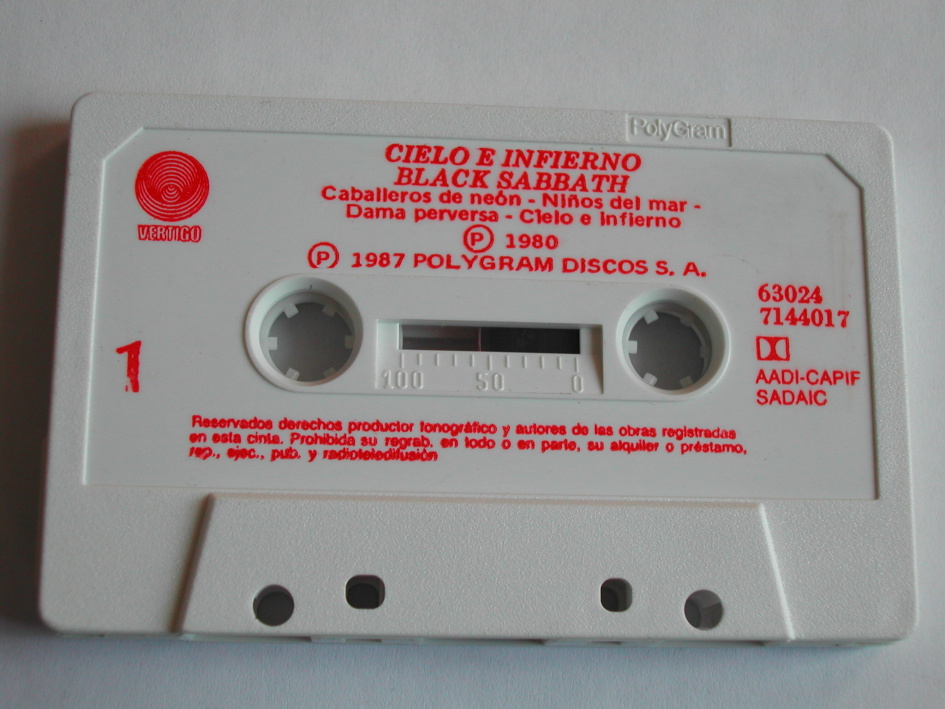 PolyGram
CIELO E INFIERNO
BLACK SABBATH
Caballeros de neón - Niños del mar -
Dama perversa - Cielo e infierno
Ⓟ 1980
Ⓟ 1987 POLYGRAM DISCOS S. A.
VERTIGO
63024
7144017
1
100 50 0
AADI-CAPIF
SADAIC
Reservados derechos productor fonográfico y autores de las obras registradas
en esta cinta. Prohibida su regrab. en todo o en parte, su alquiler o préstamo,
rep., ejec., pub. y radioteledifusión